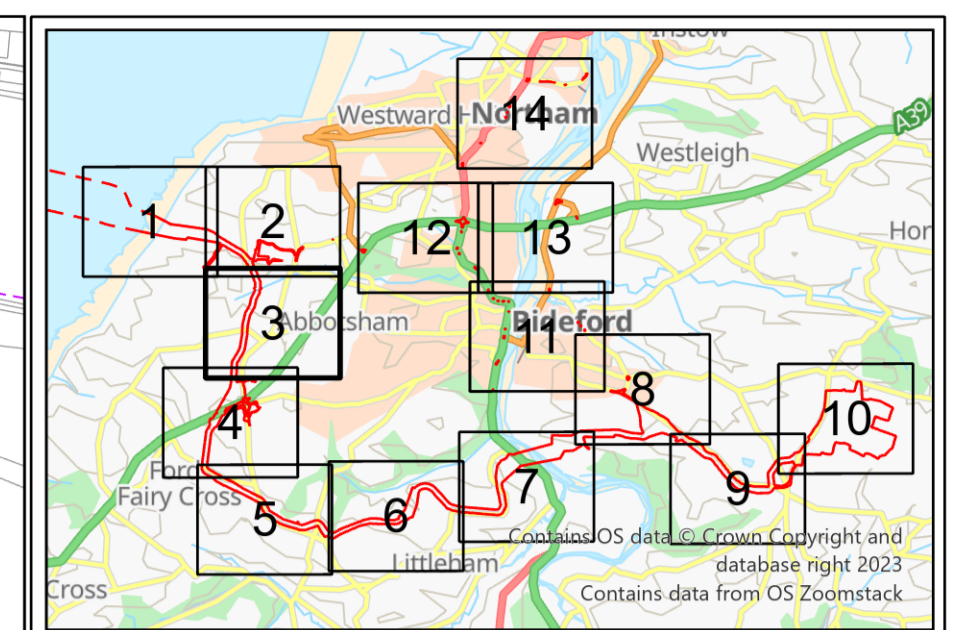 Instow
Westward H
Northam
14
A39
Westleigh
1
2
12
13
Hor
3
Abbotsham
Bideford
11
8
10
4
Ford
Fairy Cross
5
6
7
9
Littleham
Cross
Contains OS data © Crown Copyright and
database right 2023
Contains data from OS Zoomstack